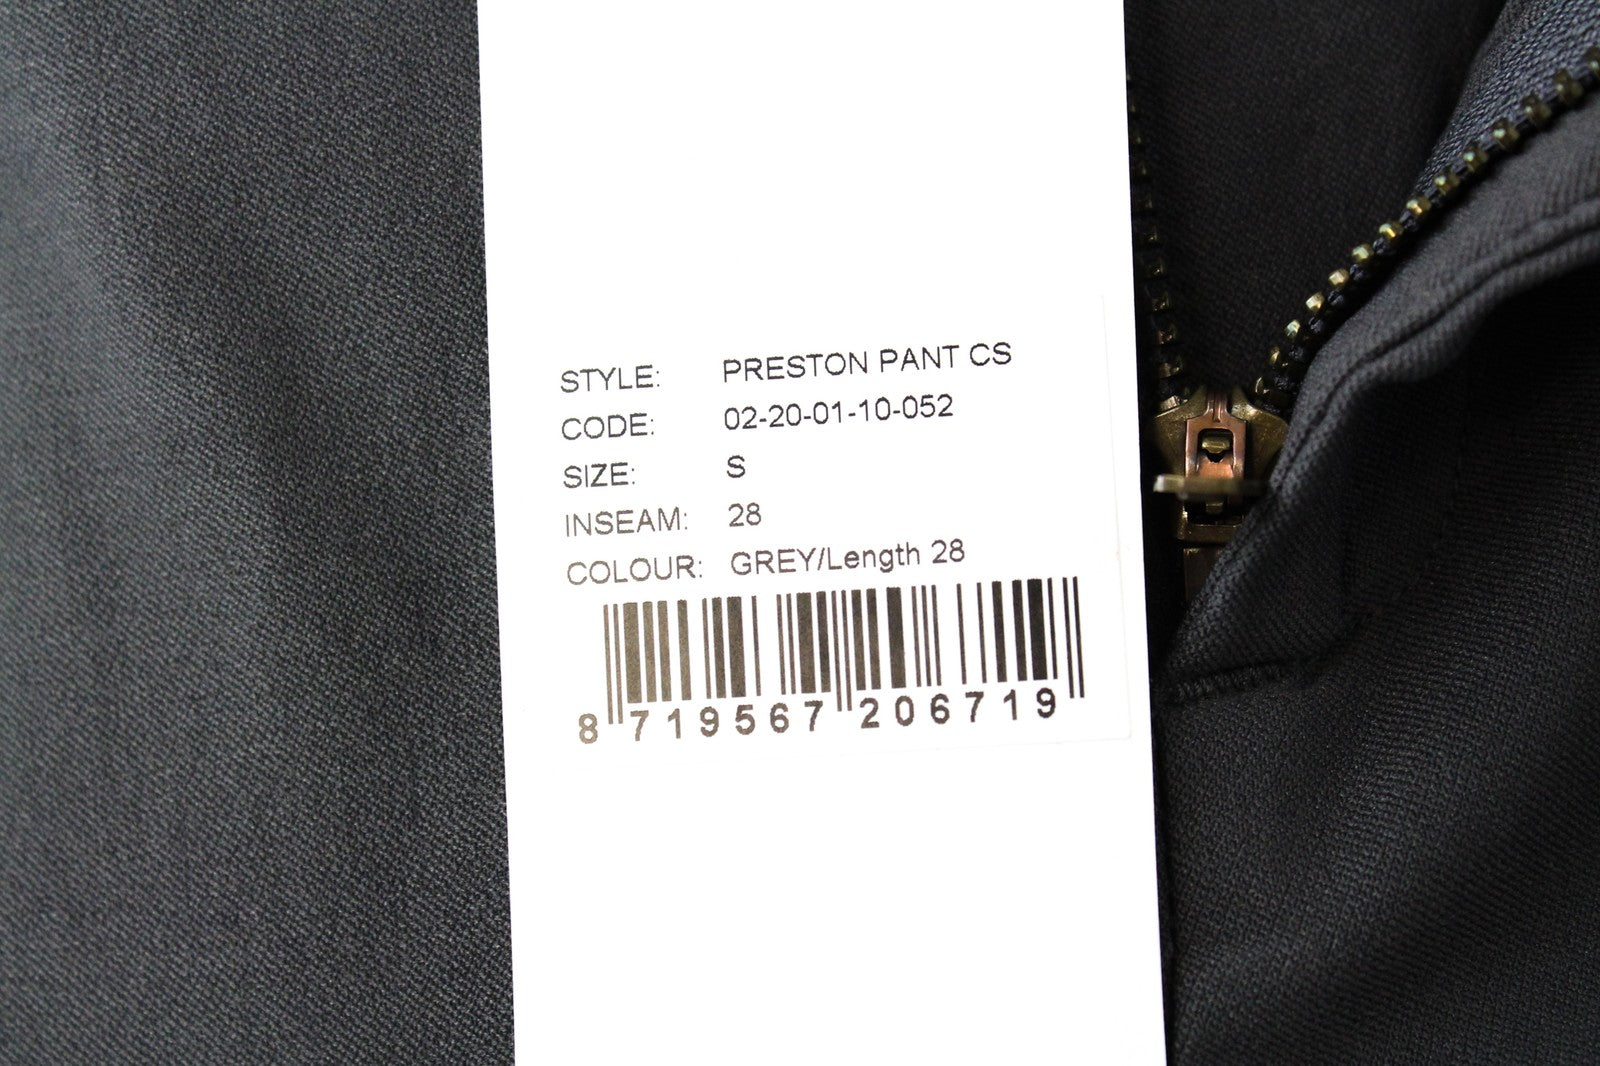 STYLE: PRESTON PANT CS
CODE: 02-20-01-10-052
SIZE: S
INSEAM: 28
COLOUR: GREY/Length 28
8 719567 206719